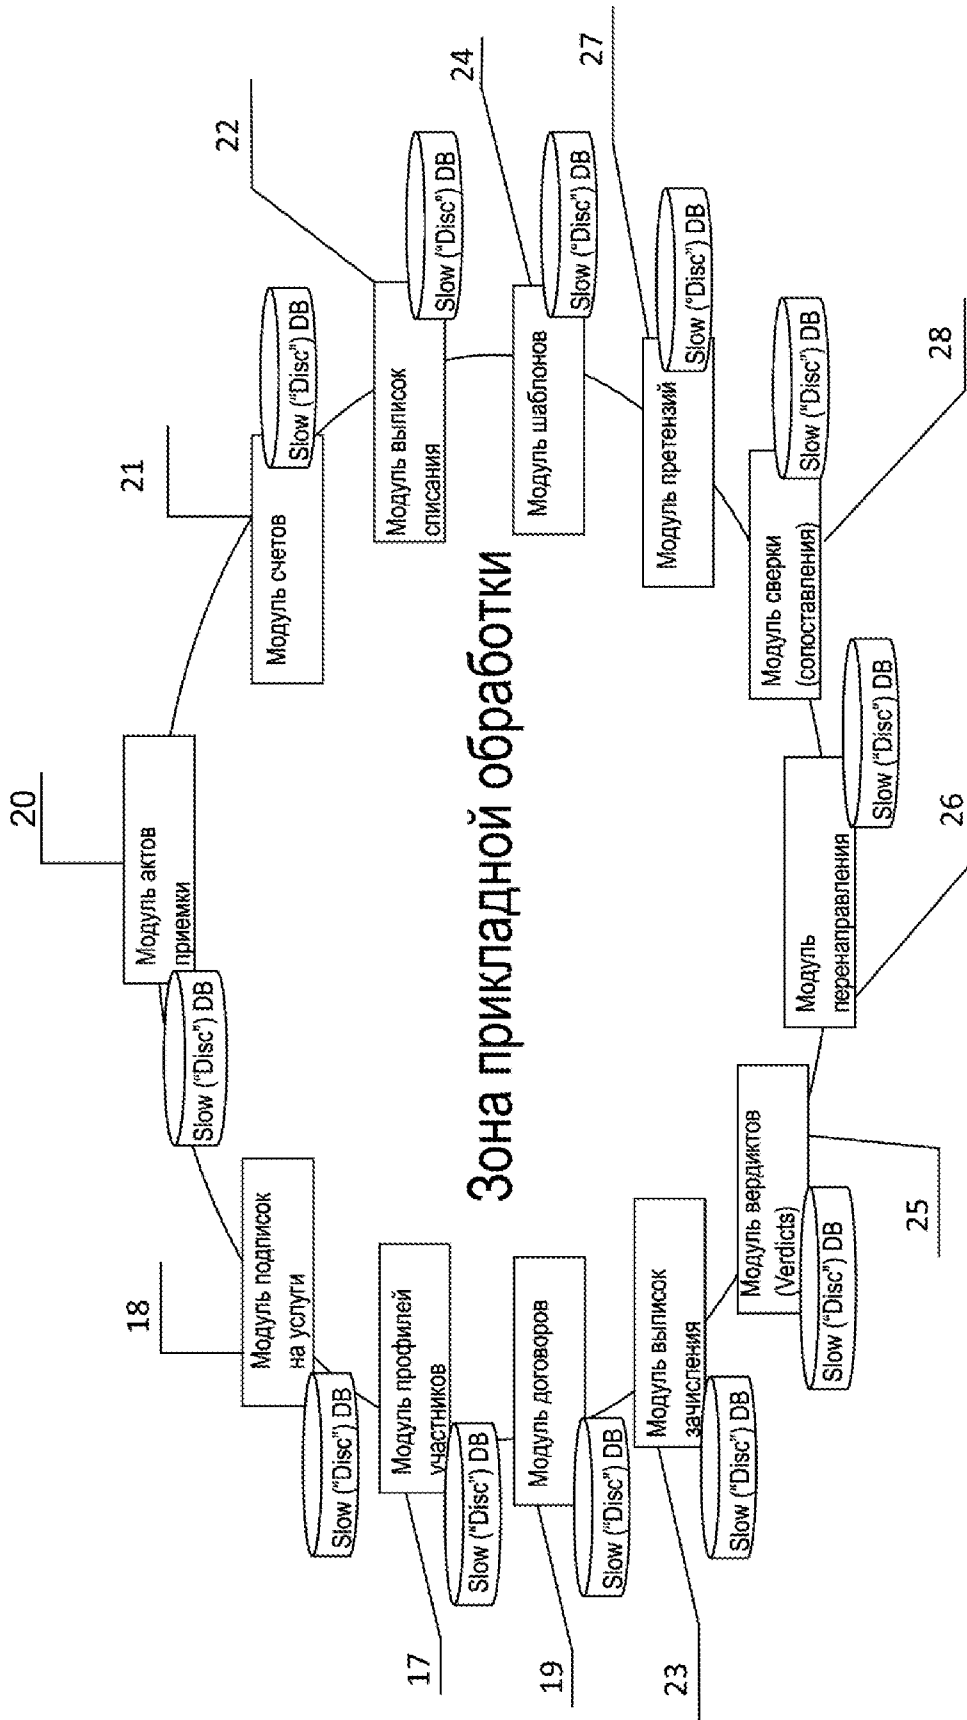 20
Модуль актов
приемки
Slow ("Disc") DB
18
Модуль подписок
на услуги
Slow ("Disc") DB
21
Модуль счетов
Slow ("Disc") DB
17
Модуль профилей
участников
Slow ("Disc") DB
22
Модуль выписок
списания
Slow ("Disc") DB
Зона прикладной обработки
19
Модуль договоров
Slow ("Disc") DB
24
Модуль шаблонов
Slow ("Disc") DB
23
Модуль выписок
зачисления
Slow ("Disc") DB
27
Модуль претензий
Slow ("Disc") DB
25
Модуль вердиктов
(Verdicts)
Slow ("Disc") DB
26
Модуль
перенаправления
Slow ("Disc") DB
28
Модуль сверки
(сопоставления)
Slow ("Disc") DB